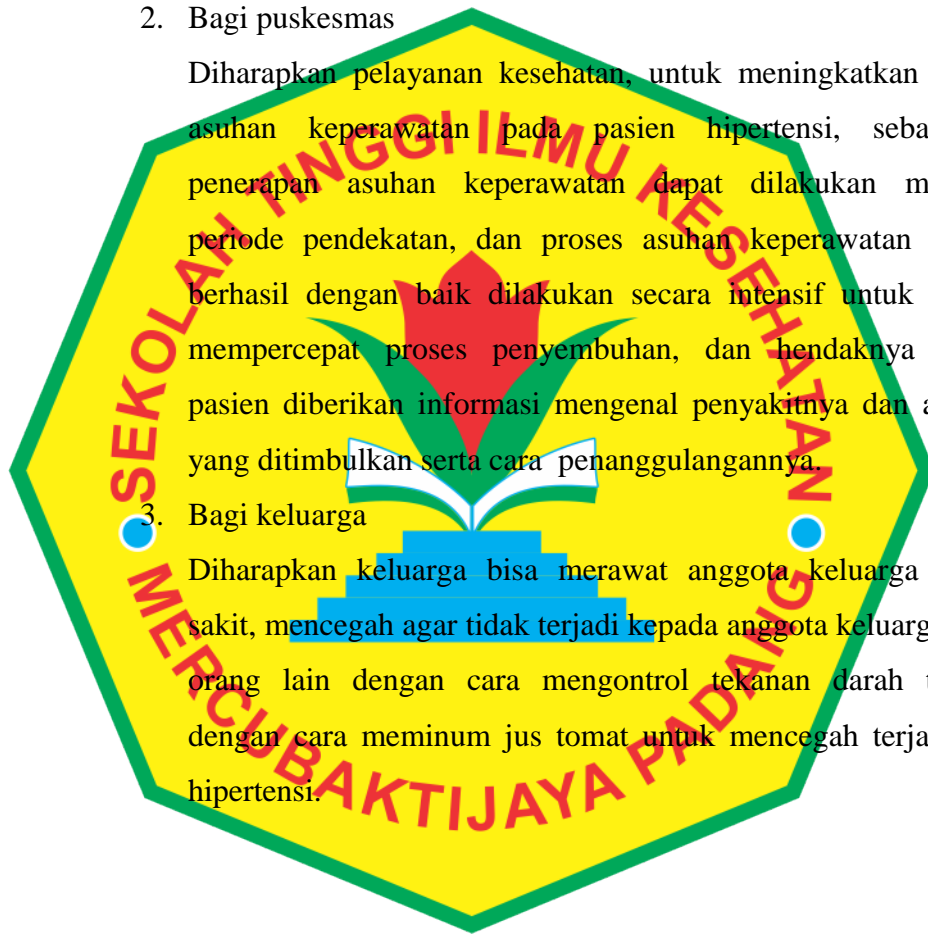 2. Bagi puskesmas
Diharapkan pelayanan kesehatan, untuk meningkatkan
asuhan keperawatan pada pasien hipertensi,
penerapan asuhan keperawatan dapat dilakukan
periode pendekatan, dan proses asuhan keperawatan
berhasil dengan baik dilakukan secara intensif untuk
mempercepat proses penyembuhan, dan hendaknya
pasien diberikan informasi mengenal penyakitnya dan
yang ditimbulkan serta cara penanggulangannya.
3. Bagi keluarga
Diharapkan keluarga bisa merawat anggota keluarga
sakit, mencegah agar tidak terjadi kepada anggota
orang lain dengan cara mengontrol tekanan darah
dengan cara meminum jus tomat untuk mencegah
hipertensi.
SEKOLAH TINGGI ILMU KESEHATAN
MERCUBAKTIJAYA PADANG